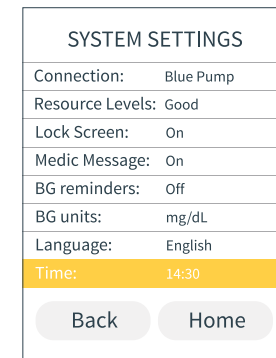 SYSTEM SETTINGS
Connection: Blue Pump
Resource Levels: Good
Lock Screen: On
Medic Message: On
BG reminders: Off
BG units: mg/dL
Language: English
Time: 14:30
Back Home